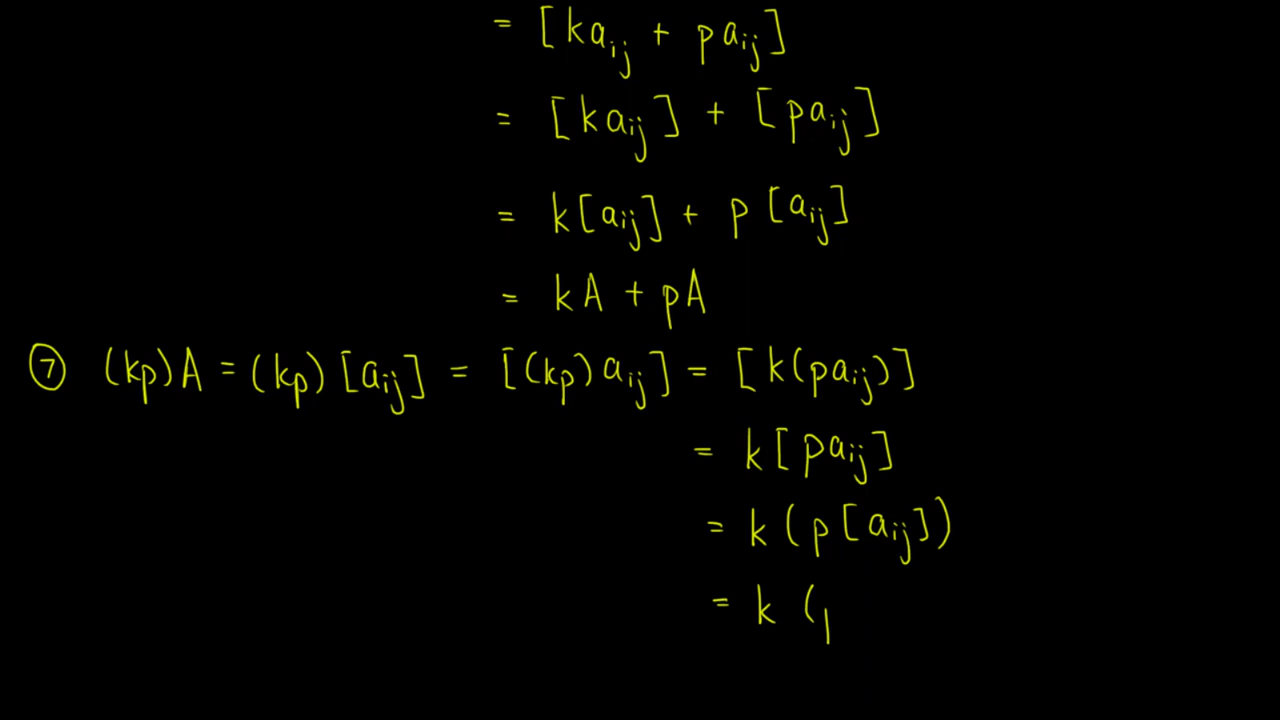 = [ka_ij + pa_ij]
= [ka_ij] + [pa_ij]
= k[a_ij] + p[a_ij]
= kA + pA
⑦ (kp)A = (kp)[a_ij] = [(kp)a_ij] = [k(pa_ij)]
= k[pa_ij]
= k(p[a_ij])
= k (